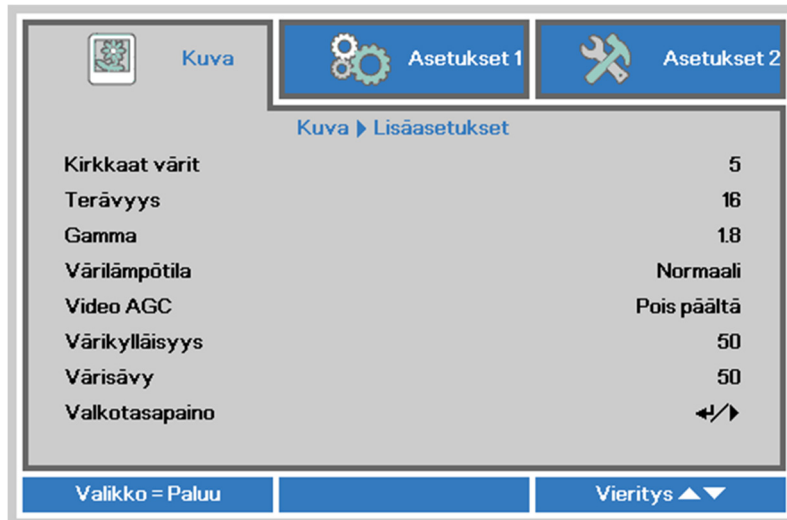 Kuva Asetukset 1 Asetukset 2
Kuva ▶ Lisäasetukset
Kirkkaat värit 5
Terävyys 16
Gamma 1.8
Värilämpötila Normaali
Video AGC Pois päältä
Värikylläisyys 50
Värisävy 50
Valkotasapaino ↵/▶
Valikko = Paluu Vieritys ▲▼